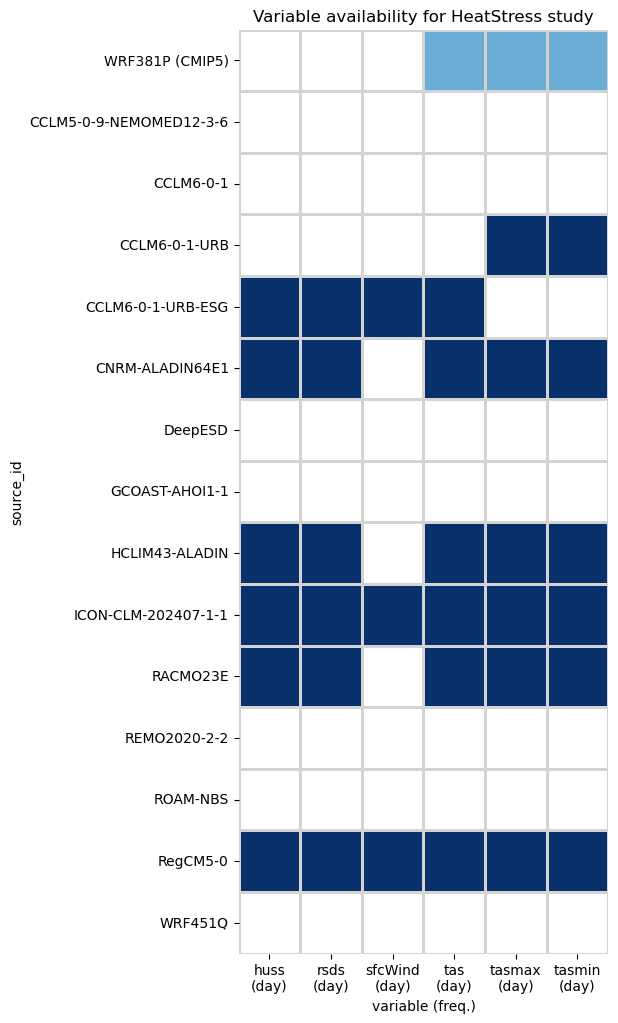 Variable availability for HeatStress study
WRF381P (CMIP5)
CCLM5-0-9-NEMOMED12-3-6
CCLM6-0-1
CCLM6-0-1-URB
CCLM6-0-1-URB-ESG
CNRM-ALADIN64E1
DeepESD
GCOAST-AHOI1-1
HCLIM43-ALADIN
ICON-CLM-202407-1-1
RACMO23E
REMO2020-2-2
ROAM-NBS
RegCM5-0
WRF451Q
source_id
huss rsds sfcWind tas tasmax tasmin
(day) (day) (day) (day) (day) (day)
variable (freq.)